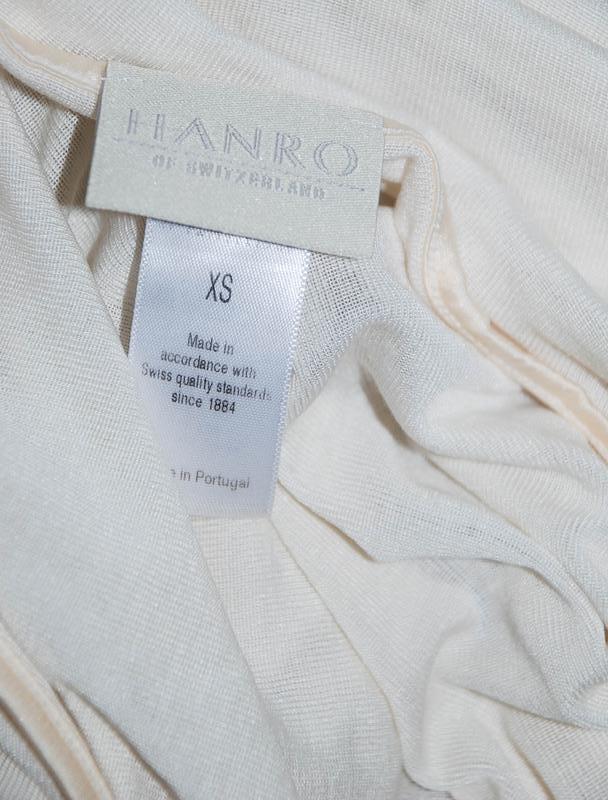 HANRO
OF SWITZERLAND
XS
Made in
accordance with
Swiss quality standards
since 1884
e in Portugal